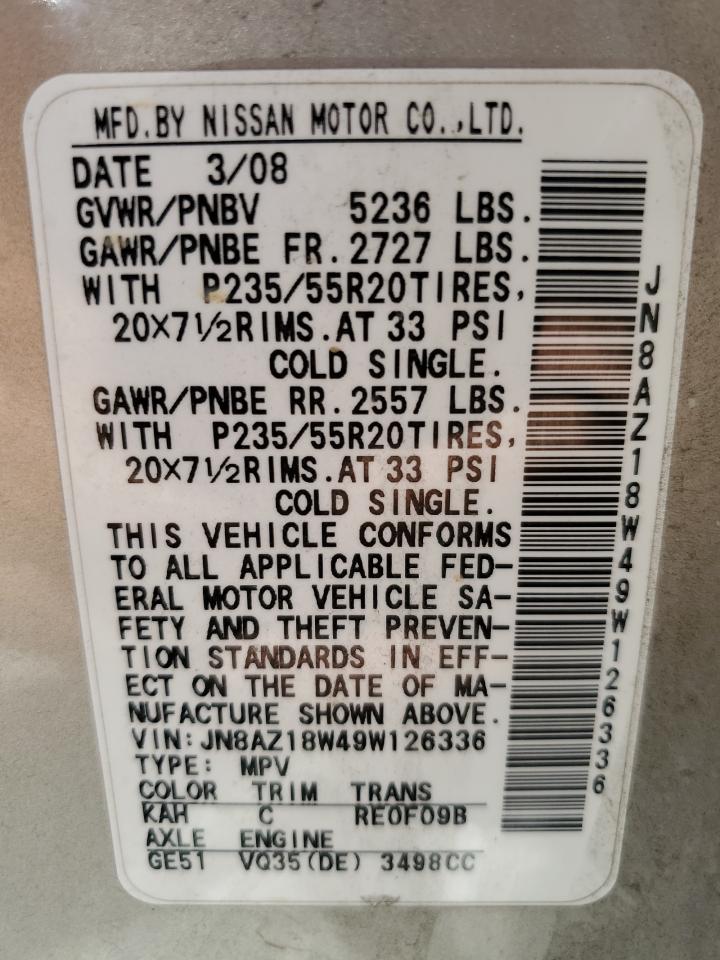 MFD.BY NISSAN MOTOR CO.,LTD.
DATE 3/08
GVWR/PNBV 5236 LBS.
GAWR/PNBE FR.2727 LBS.
WITH P235/55R20TIRES,
20×7½RIMS.AT 33 PSI
COLD SINGLE.
GAWR/PNBE RR.2557 LBS.
WITH P235/55R20TIRES,
20×7½RIMS.AT 33 PSI
COLD SINGLE.
THIS VEHICLE CONFORMS
TO ALL APPLICABLE FED-
ERAL MOTOR VEHICLE SA-
FETY AND THEFT PREVEN-
TION STANDARDS IN EFF-
ECT ON THE DATE OF MA-
NUFACTURE SHOWN ABOVE.
VIN:JN8AZ18W49W126336
TYPE: MPV
COLOR TRIM TRANS
KAH C RE0F09B
AXLE ENGINE
GE51 VQ35(DE) 3498CC
JN8AZ18W49W126336